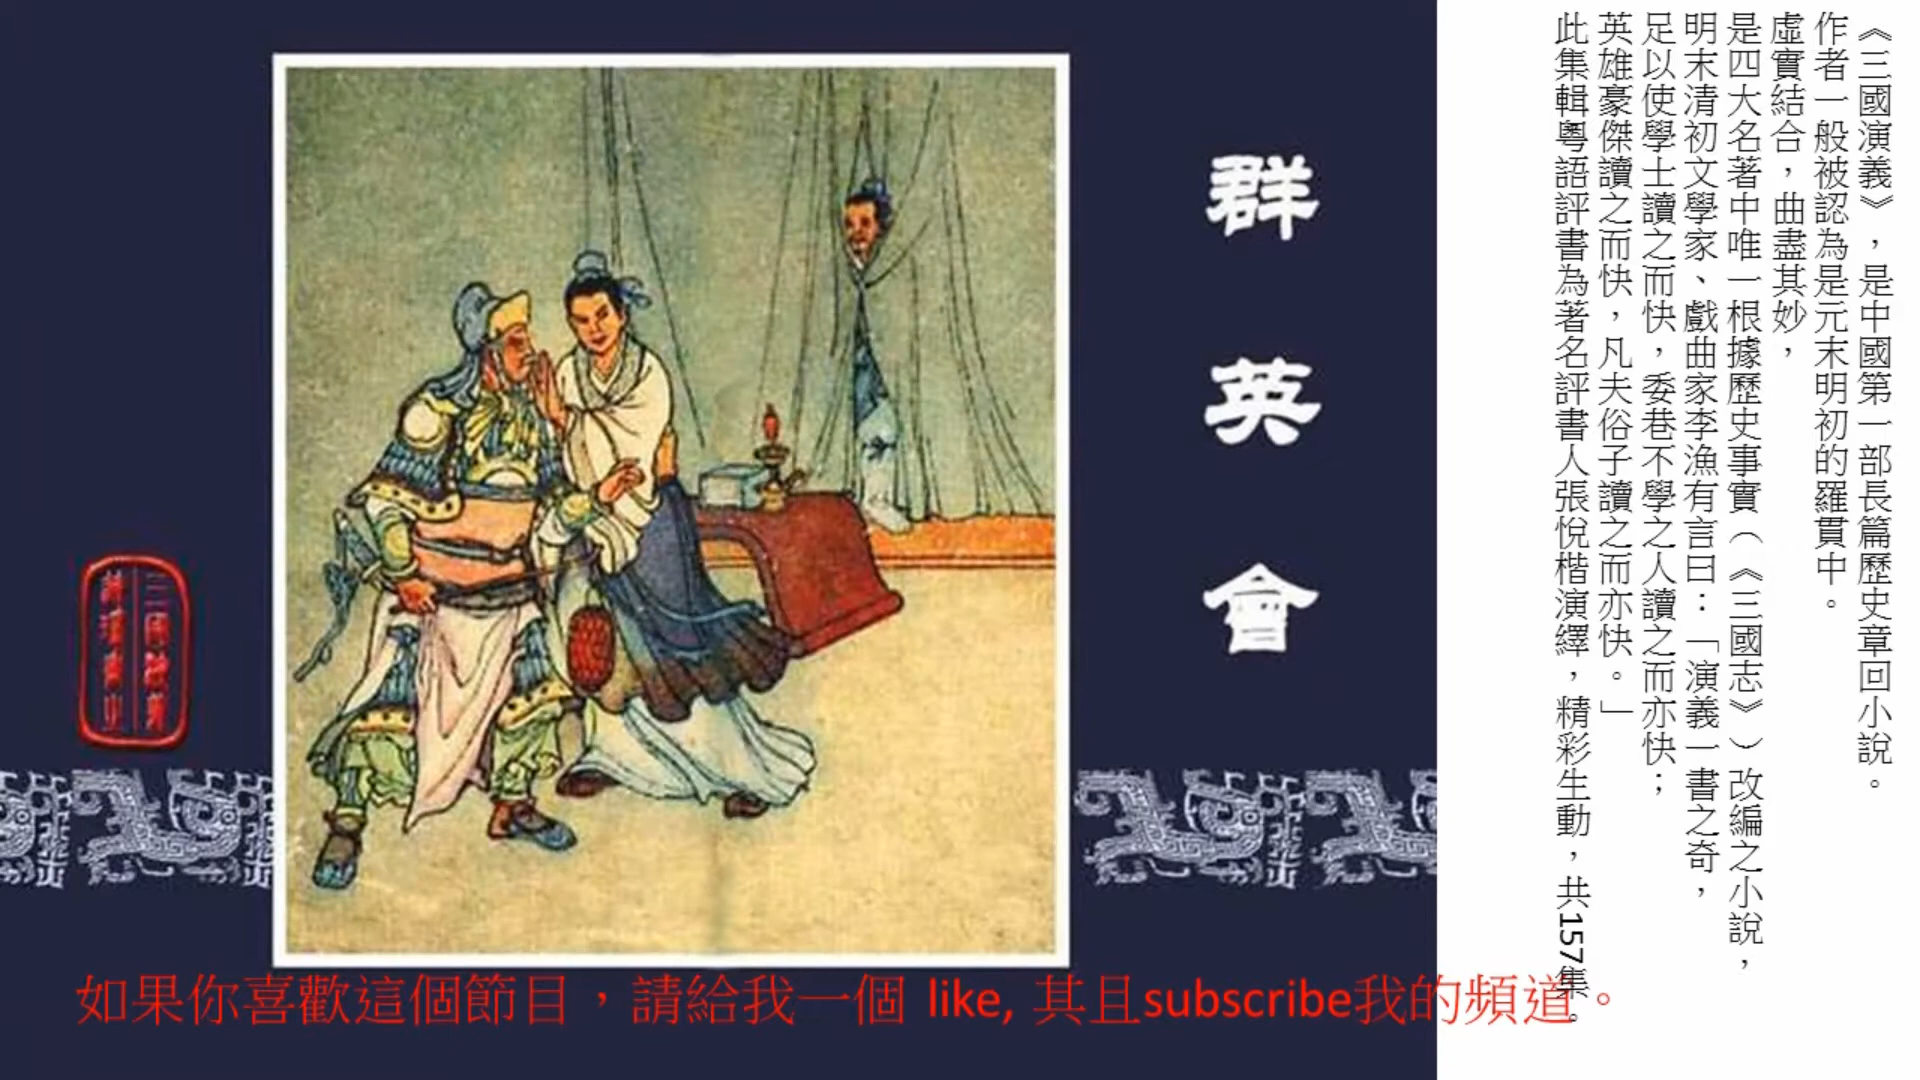 《三國演義》，是中國第一部長篇歷史章回小說。
作者一般被認為是元末明初的羅貫中。
虛實結合，曲盡其妙，
是四大名著中唯一根據歷史事實（《三國志》）改編之小說，
明末清初文學家、戲曲家李漁有言曰：「演義一書之奇，
足以使學士讀之而快，委巷不學之人讀之而亦快；
英雄豪傑讀之而快，凡夫俗子讀之而亦快。」
此集輯粵語評書為著名評書人張悅楷演繹，精彩生動，共157集。
群英會
如果你喜歡這個節目，請給我一個 like, 其且subscribe我的頻道。